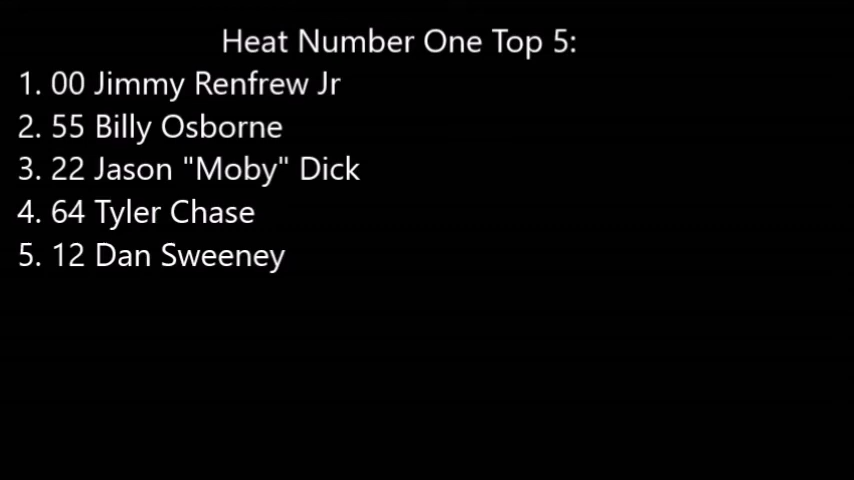 Heat Number One Top 5:
1. 00 Jimmy Renfrew Jr
2. 55 Billy Osborne
3. 22 Jason "Moby" Dick
4. 64 Tyler Chase
5. 12 Dan Sweeney